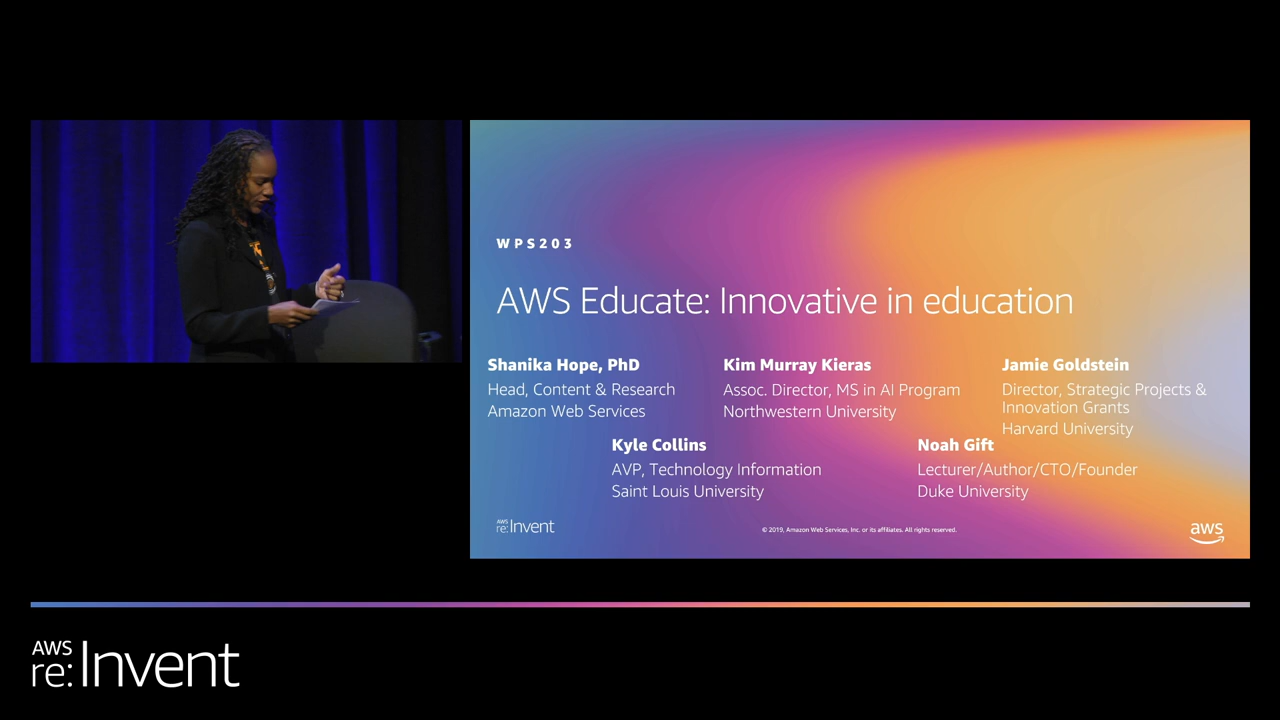 WPS203
AWS Educate: Innovative in education
Shanika Hope, PhD
Head, Content & Research
Amazon Web Services
Kim Murray Kieras
Assoc. Director, MS in AI Program
Northwestern University
Jamie Goldstein
Director, Strategic Projects &
Innovation Grants
Harvard University
Kyle Collins
AVP, Technology Information
Saint Louis University
Noah Gift
Lecturer/Author/CTO/Founder
Duke University
AWS
re:Invent
© 2019, Amazon Web Services, Inc. or its affiliates. All rights reserved.
aws
AWS
re:Invent